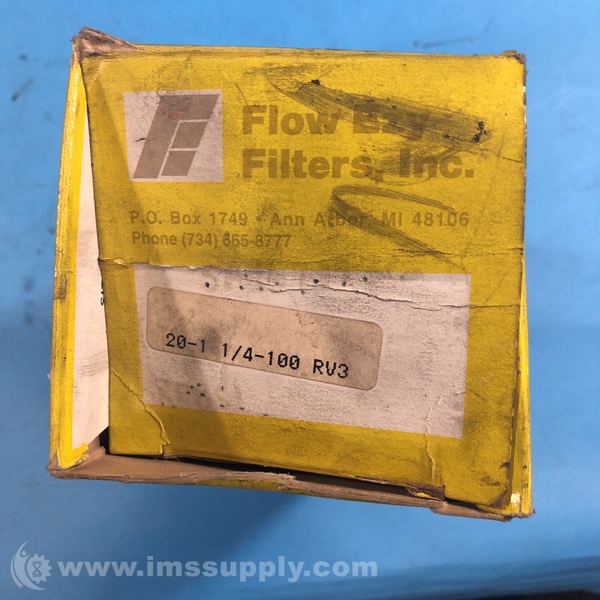 Flow Ezy
Filters, Inc.
P.O. Box 1749 • Ann Arbor, MI 48106
Phone (734) 665-8777
20-1 1/4-100 RV3
www.imssupply.com